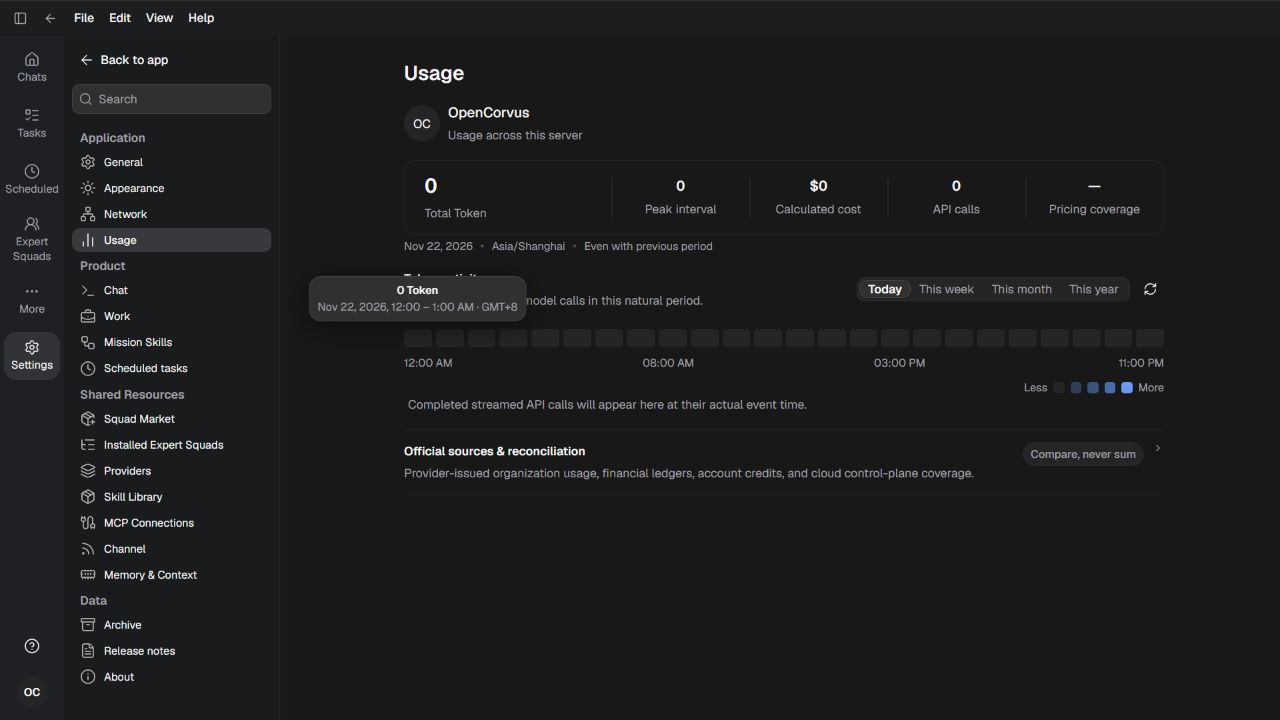 File Edit View Help
Chats
Tasks
Scheduled
Expert
Squads
More
Settings
OC
Back to app
Search
Application
General
Appearance
Network
Usage
Product
Chat
Work
Mission Skills
Scheduled tasks
Shared Resources
Squad Market
Installed Expert Squads
Providers
Skill Library
MCP Connections
Channel
Memory & Context
Data
Archive
Release notes
About
Usage
OC
OpenCorvus
Usage across this server
0
Total Token
0
Peak interval
$0
Calculated cost
0
API calls
—
Pricing coverage
Nov 22, 2026 • Asia/Shanghai • Even with previous period
0 Token
Nov 22, 2026, 12:00 – 1:00 AM · GMT+8
model calls in this natural period.
Today This week This month This year
12:00 AM 08:00 AM 03:00 PM 11:00 PM
Less More
Completed streamed API calls will appear here at their actual event time.
Official sources & reconciliation
Provider-issued organization usage, financial ledgers, account credits, and cloud control-plane coverage.
Compare, never sum